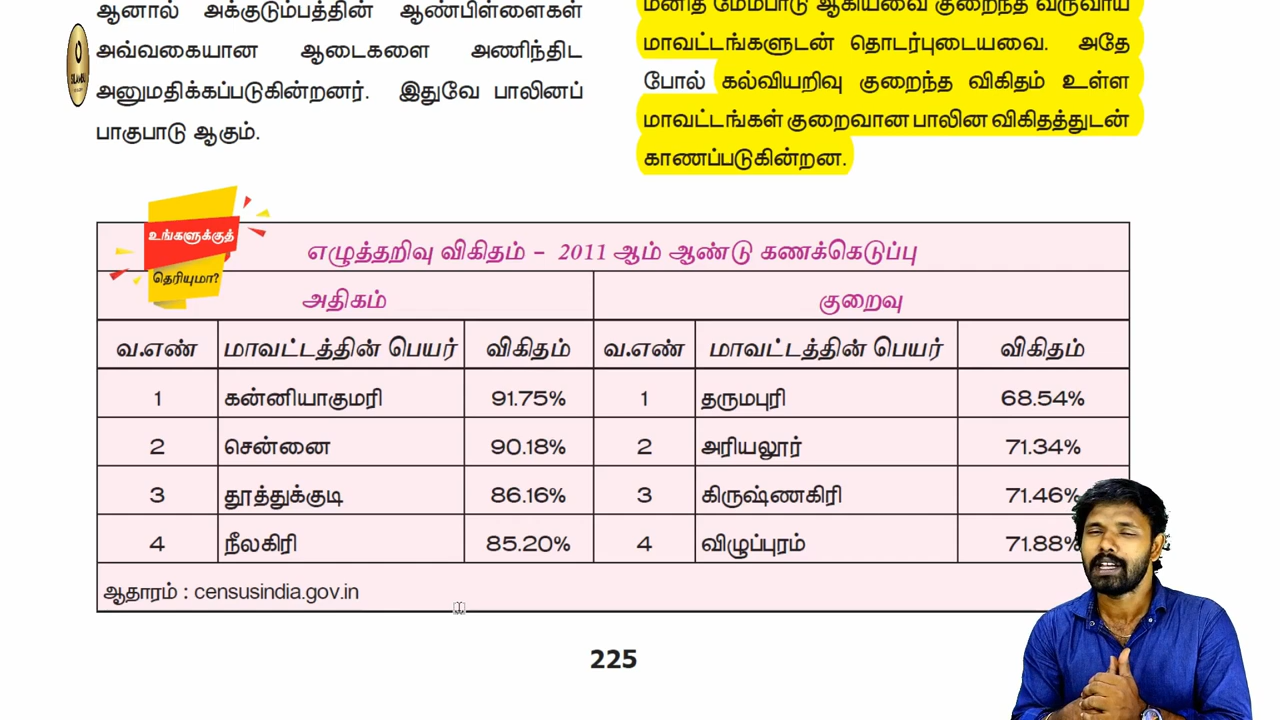 ஆனால் அக்குடும்பத்தின் ஆண்பிள்ளைகள்
அவ்வகையான ஆடைகளை அணிந்திட
அனுமதிக்கப்படுகின்றனர். இதுவே பாலினப்
பாகுபாடு ஆகும்.
மனித மேம்பாடு ஆகியவை குறைந்த வருவாய்
மாவட்டங்களுடன் தொடர்புடையவை. அதே
போல் கல்வியறிவு குறைந்த விகிதம் உள்ள
மாவட்டங்கள் குறைவான பாலின விகிதத்துடன்
காணப்படுகின்றன.
உங்களுக்குத்
தெரியுமா?
எழுத்தறிவு விகிதம் – 2011 ஆம் ஆண்டு கணக்கெடுப்பு
அதிகம் குறைவு
வ.எண் மாவட்டத்தின் பெயர் விகிதம் வ.எண் மாவட்டத்தின் பெயர் விகிதம்
1 கன்னியாகுமரி 91.75% 1 தருமபுரி 68.54%
2 சென்னை 90.18% 2 அரியலூர் 71.34%
3 தூத்துக்குடி 86.16% 3 கிருஷ்ணகிரி 71.46%
4 நீலகிரி 85.20% 4 விழுப்புரம் 71.88%
ஆதாரம் : censusindia.gov.in
225